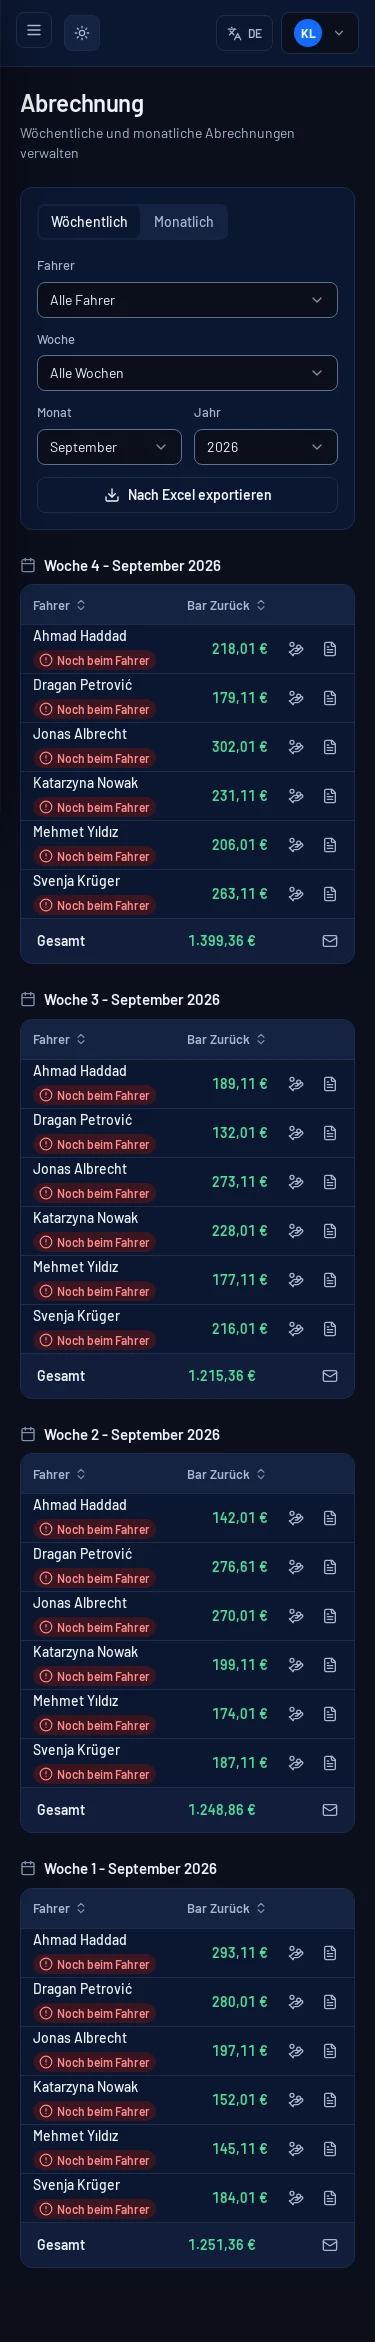 DE
KL
Abrechnung
Wöchentliche und monatliche Abrechnungen
verwalten
Wöchentlich Monatlich
Fahrer
Alle Fahrer
Woche
Alle Wochen
Monat Jahr
September 2026
Nach Excel exportieren
Woche 4 - September 2026
Fahrer Bar Zurück
Ahmad Haddad
Noch beim Fahrer
218,01 €
Dragan Petrović
Noch beim Fahrer
179,11 €
Jonas Albrecht
Noch beim Fahrer
302,01 €
Katarzyna Nowak
Noch beim Fahrer
231,11 €
Mehmet Yıldız
Noch beim Fahrer
206,01 €
Svenja Krüger
Noch beim Fahrer
263,11 €
Gesamt 1.399,36 €
Woche 3 - September 2026
Fahrer Bar Zurück
Ahmad Haddad
Noch beim Fahrer
189,11 €
Dragan Petrović
Noch beim Fahrer
132,01 €
Jonas Albrecht
Noch beim Fahrer
273,11 €
Katarzyna Nowak
Noch beim Fahrer
228,01 €
Mehmet Yıldız
Noch beim Fahrer
177,11 €
Svenja Krüger
Noch beim Fahrer
216,01 €
Gesamt 1.215,36 €
Woche 2 - September 2026
Fahrer Bar Zurück
Ahmad Haddad
Noch beim Fahrer
142,01 €
Dragan Petrović
Noch beim Fahrer
276,61 €
Jonas Albrecht
Noch beim Fahrer
270,01 €
Katarzyna Nowak
Noch beim Fahrer
199,11 €
Mehmet Yıldız
Noch beim Fahrer
174,01 €
Svenja Krüger
Noch beim Fahrer
187,11 €
Gesamt 1.248,86 €
Woche 1 - September 2026
Fahrer Bar Zurück
Ahmad Haddad
Noch beim Fahrer
293,11 €
Dragan Petrović
Noch beim Fahrer
280,01 €
Jonas Albrecht
Noch beim Fahrer
197,11 €
Katarzyna Nowak
Noch beim Fahrer
152,01 €
Mehmet Yıldız
Noch beim Fahrer
145,11 €
Svenja Krüger
Noch beim Fahrer
184,01 €
Gesamt 1.251,36 €